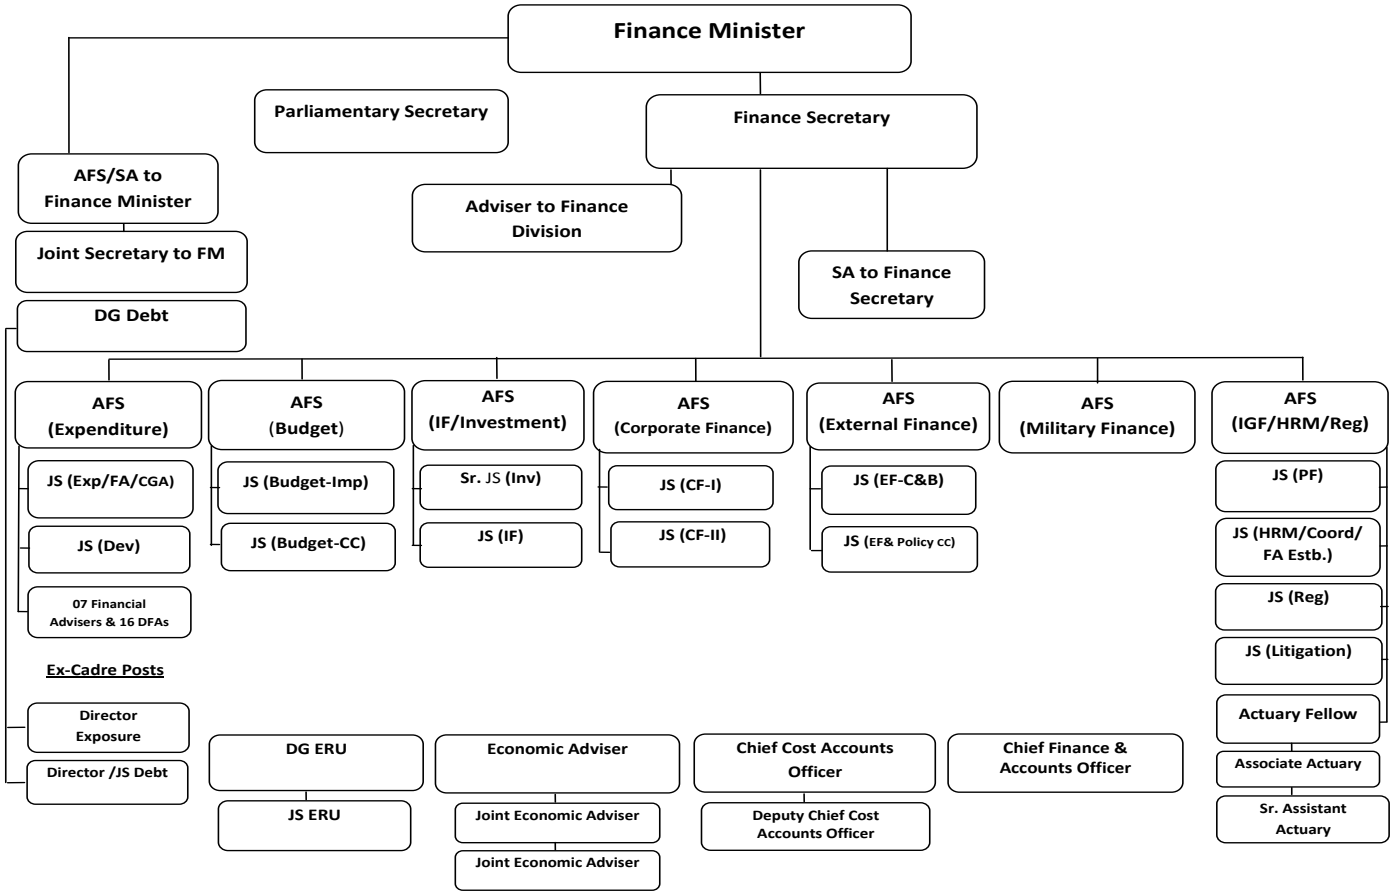 Finance Minister
Parliamentary Secretary
Finance Secretary
AFS/SA to
Finance Minister
Adviser to Finance
Division
Joint Secretary to FM
SA to Finance
Secretary
DG Debt
AFS
(Expenditure)
AFS
(Budget)
AFS
(IF/Investment)
AFS
(Corporate Finance)
AFS
(External Finance)
AFS
(Military Finance)
AFS
(IGF/HRM/Reg)
JS (Exp/FA/CGA)
JS (Budget-Imp)
Sr. JS (Inv)
JS (CF-I)
JS (EF-C&B)
JS (PF)
JS (Dev)
JS (Budget-CC)
JS (IF)
JS (CF-II)
JS (EF& Policy CC)
JS (HRM/Coord/
FA Estb.)
07 Financial
Advisers & 16 DFAs
JS (Reg)
JS (Litigation)
Ex-Cadre Posts
Director
Exposure
Actuary Fellow
DG ERU
Economic Adviser
Chief Cost Accounts
Officer
Chief Finance &
Accounts Officer
Director /JS Debt
Associate Actuary
JS ERU
Joint Economic Adviser
Deputy Chief Cost
Accounts Officer
Sr. Assistant
Actuary
Joint Economic Adviser